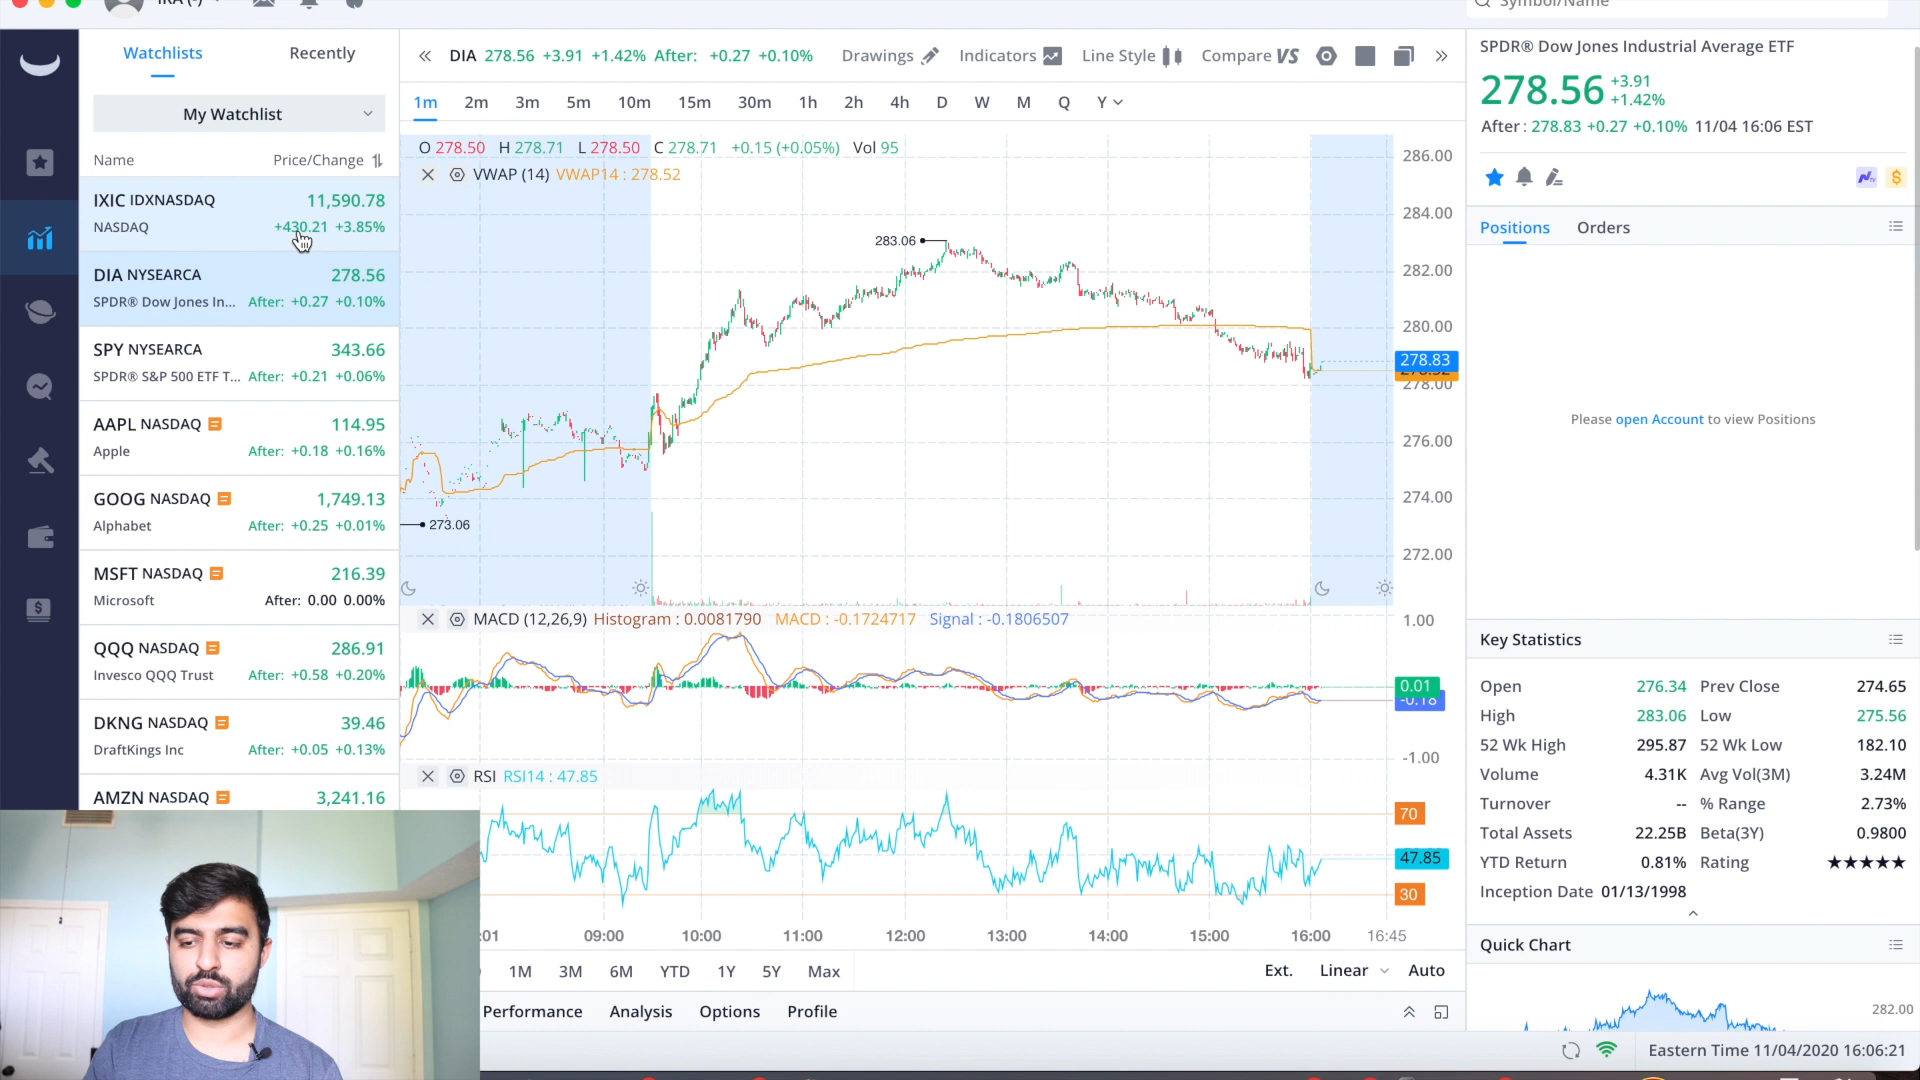 IRA (-)
Symbol/Name
Watchlists Recently
My Watchlist
Name Price/Change
IXIC IDXNASDAQ 11,590.78
NASDAQ +430.21 +3.85%
DIA NYSEARCA 278.56
SPDR® Dow Jones In... After: +0.27 +0.10%
SPY NYSEARCA 343.66
SPDR® S&P 500 ETF T... After: +0.21 +0.06%
AAPL NASDAQ 114.95
Apple After: +0.18 +0.16%
GOOG NASDAQ 1,749.13
Alphabet After: +0.25 +0.01%
MSFT NASDAQ 216.39
Microsoft After: 0.00 0.00%
QQQ NASDAQ 286.91
Invesco QQQ Trust After: +0.58 +0.20%
DKNG NASDAQ 39.46
DraftKings Inc After: +0.05 +0.13%
AMZN NASDAQ 3,241.16
DIA 278.56 +3.91 +1.42% After: +0.27 +0.10% Drawings Indicators Line Style Compare VS
1m 2m 3m 5m 10m 15m 30m 1h 2h 4h D W M Q Y
O 278.50 H 278.71 L 278.50 C 278.71 +0.15 (+0.05%) Vol 95
VWAP (14) VWAP14 : 278.52
283.06
273.06
286.00
284.00
282.00
280.00
278.83
278.52
278.00
276.00
274.00
272.00
MACD (12,26,9) Histogram : 0.0081790 MACD : -0.1724717 Signal : -0.1806507
1.00
0.01
-0.18
-1.00
RSI RSI14 : 47.85
70
47.85
30
:01 09:00 10:00 11:00 12:00 13:00 14:00 15:00 16:00 16:45
1M 3M 6M YTD 1Y 5Y Max Ext. Linear Auto
Performance Analysis Options Profile
SPDR® Dow Jones Industrial Average ETF
278.56 +3.91
+1.42%
After : 278.83 +0.27 +0.10% 11/04 16:06 EST
Positions Orders
Please open Account to view Positions
Key Statistics
Open 276.34 Prev Close 274.65
High 283.06 Low 275.56
52 Wk High 295.87 52 Wk Low 182.10
Volume 4.31K Avg Vol(3M) 3.24M
Turnover -- % Range 2.73%
Total Assets 22.25B Beta(3Y) 0.9800
YTD Return 0.81% Rating ★★★★★
Inception Date 01/13/1998
Quick Chart
282.00
Eastern Time 11/04/2020 16:06:21